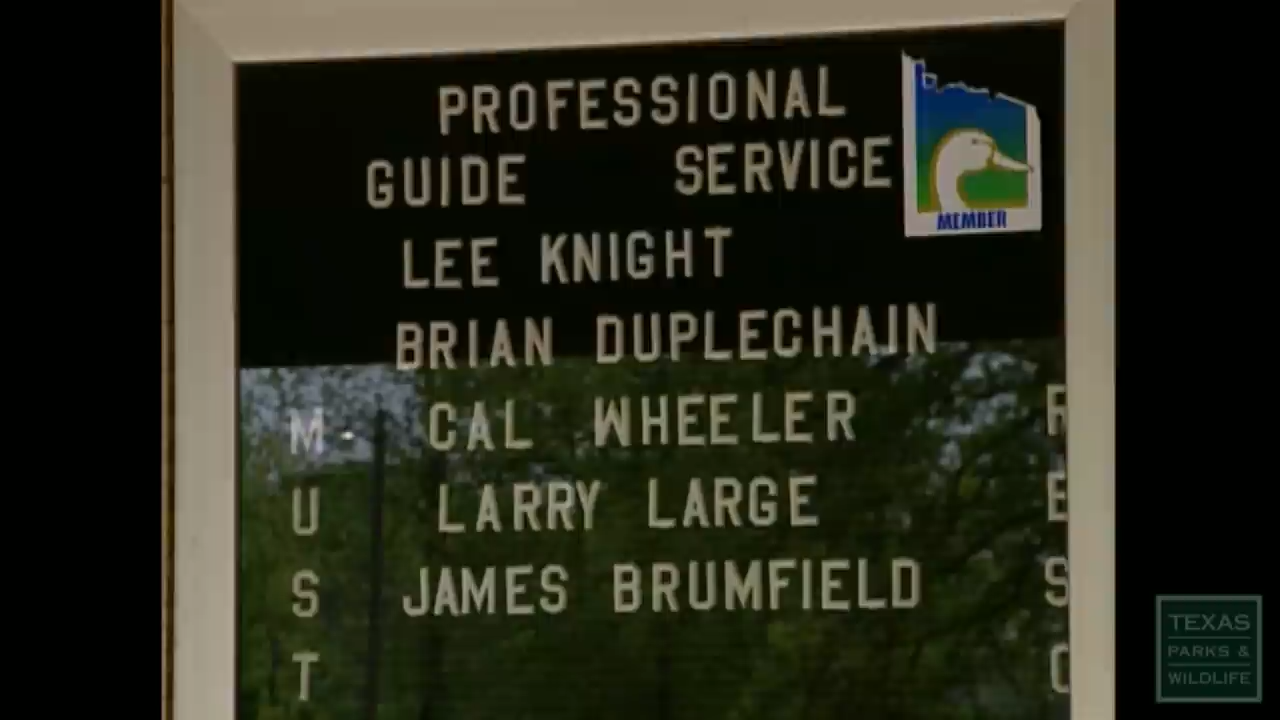 PROFESSIONAL
GUIDE SERVICE
MEMBER
LEE KNIGHT
BRIAN DUPLECHAIN
M CAL WHEELER R
U LARRY LARGE E
S JAMES BRUMFIELD S
T
TEXAS
PARKS &
WILDLIFE